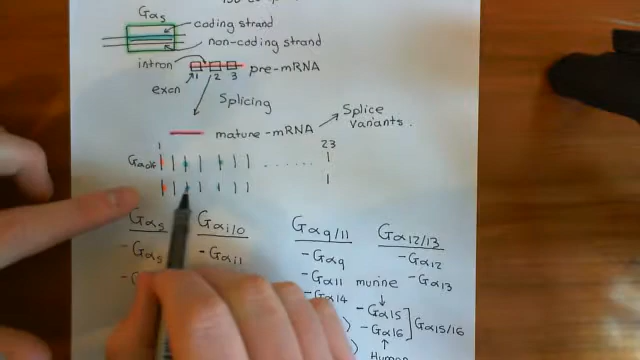 Gαs
coding strand
non-coding strand
intron
1 2 3 pre-mRNA
exon
Splicing
mature-mRNA
Splice
variants.
1 23
Gαolf
Gαs Gαi/o Gαq/11 Gα12/13
- Gαs - Gαi1 - Gαq - Gα12
- Gα11 murine - Gα13
- Gα14 - Gα15
- Gα16 Gα15/16
Human